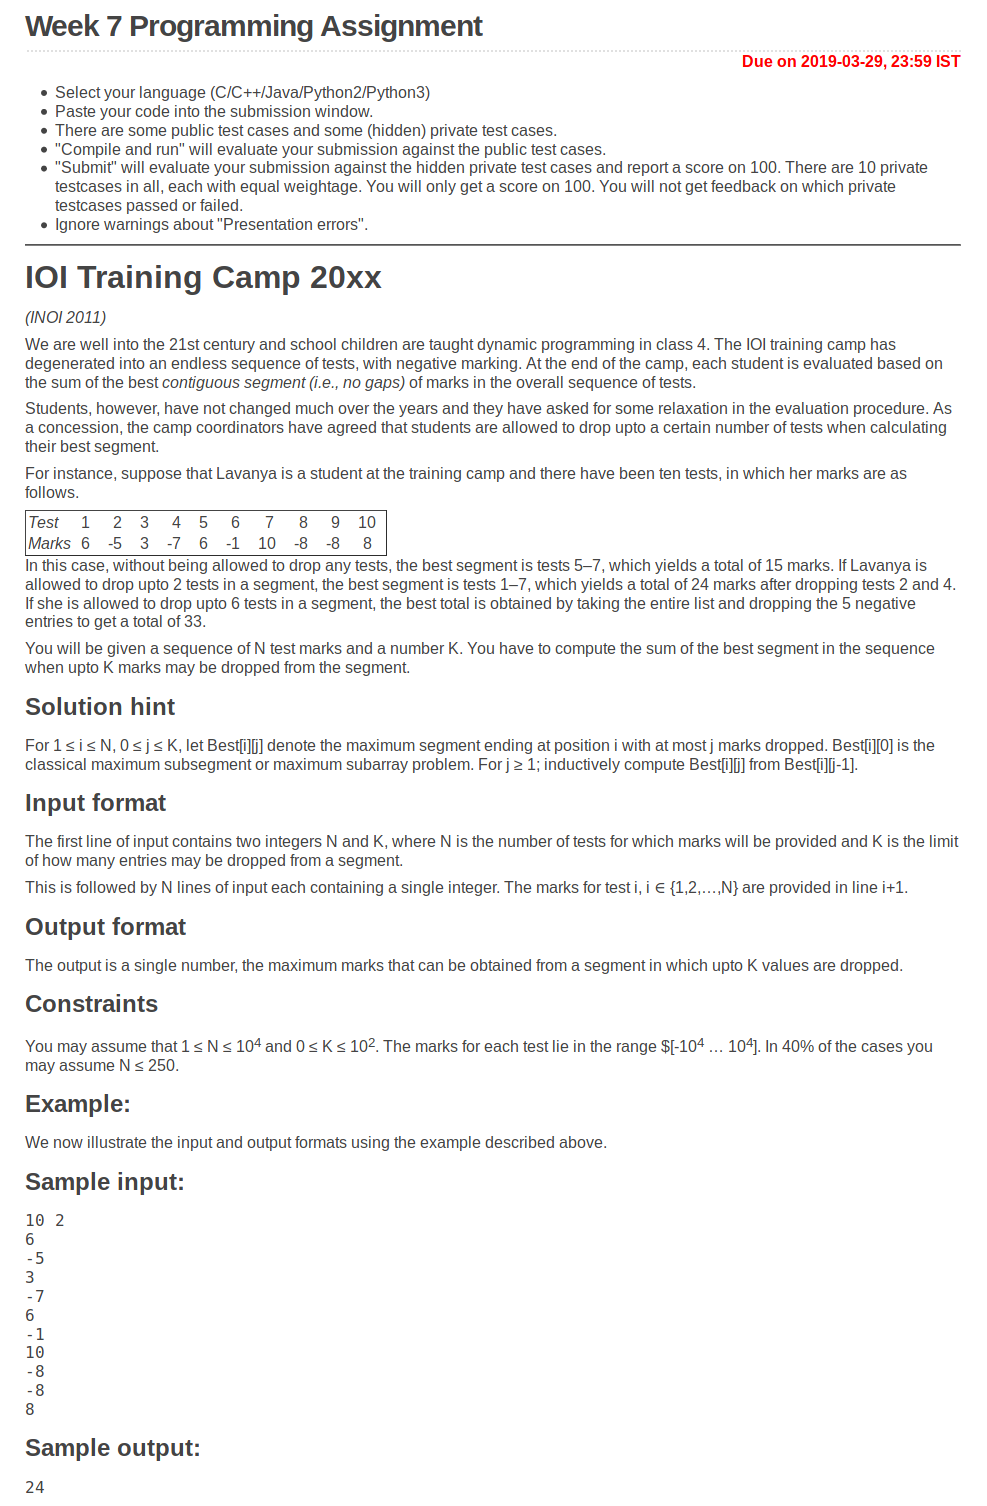 Week 7 Programming Assignment
Due on 2019-03-29, 23:59 IST
Select your language (C/C++/Java/Python2/Python3)
Paste your code into the submission window.
There are some public test cases and some (hidden) private test cases.
"Compile and run" will evaluate your submission against the public test cases.
"Submit" will evaluate your submission against the hidden private test cases and report a score on 100. There are 10 private
testcases in all, each with equal weightage. You will only get a score on 100. You will not get feedback on which private
testcases passed or failed.
Ignore warnings about "Presentation errors".
IOI Training Camp 20xx
(INOI 2011)
We are well into the 21st century and school children are taught dynamic programming in class 4. The IOI training camp has
degenerated into an endless sequence of tests, with negative marking. At the end of the camp, each student is evaluated based on
the sum of the best contiguous segment (i.e., no gaps) of marks in the overall sequence of tests.
Students, however, have not changed much over the years and they have asked for some relaxation in the evaluation procedure. As
a concession, the camp coordinators have agreed that students are allowed to drop upto a certain number of tests when calculating
their best segment.
For instance, suppose that Lavanya is a student at the training camp and there have been ten tests, in which her marks are as
follows.
Test 1 2 3 4 5 6 7 8 9 10
Marks 6 -5 3 -7 6 -1 10 -8 -8 8
In this case, without being allowed to drop any tests, the best segment is tests 5–7, which yields a total of 15 marks. If Lavanya is
allowed to drop upto 2 tests in a segment, the best segment is tests 1–7, which yields a total of 24 marks after dropping tests 2 and 4.
If she is allowed to drop upto 6 tests in a segment, the best total is obtained by taking the entire list and dropping the 5 negative
entries to get a total of 33.
You will be given a sequence of N test marks and a number K. You have to compute the sum of the best segment in the sequence
when upto K marks may be dropped from the segment.
Solution hint
For 1 ≤ i ≤ N, 0 ≤ j ≤ K, let Best[i][j] denote the maximum segment ending at position i with at most j marks dropped. Best[i][0] is the
classical maximum subsegment or maximum subarray problem. For j ≥ 1; inductively compute Best[i][j] from Best[i][j-1].
Input format
The first line of input contains two integers N and K, where N is the number of tests for which marks will be provided and K is the limit
of how many entries may be dropped from a segment.
This is followed by N lines of input each containing a single integer. The marks for test i, i ∈ {1,2,…,N} are provided in line i+1.
Output format
The output is a single number, the maximum marks that can be obtained from a segment in which upto K values are dropped.
Constraints
You may assume that 1 ≤ N ≤ 10⁴ and 0 ≤ K ≤ 10². The marks for each test lie in the range $[-10⁴ … 10⁴]. In 40% of the cases you
may assume N ≤ 250.
Example:
We now illustrate the input and output formats using the example described above.
Sample input:
10 2
6
-5
3
-7
6
-1
10
-8
-8
8
Sample output:
24